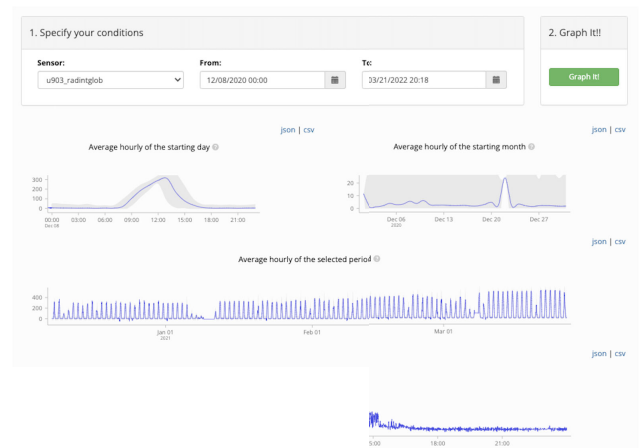 1. Specify your conditions
2. Graph It!!
Sensor:
From:
To:
u903_radintglob
12/08/2020 00:00
03/21/2022 20:18
Graph It!
json | csv
json | csv
Average hourly of the starting day
Average hourly of the starting month
300
200
100
0
00:00 03:00 06:00 09:00 12:00 15:00 18:00 21:00
Dec 08
20
10
0
Dec 06 Dec 13 Dec 20 Dec 27
2020
json | csv
Average hourly of the selected period
400
200
0
Jan 01 Feb 01 Mar 01
2021
json | csv
5:00 18:00 21:00